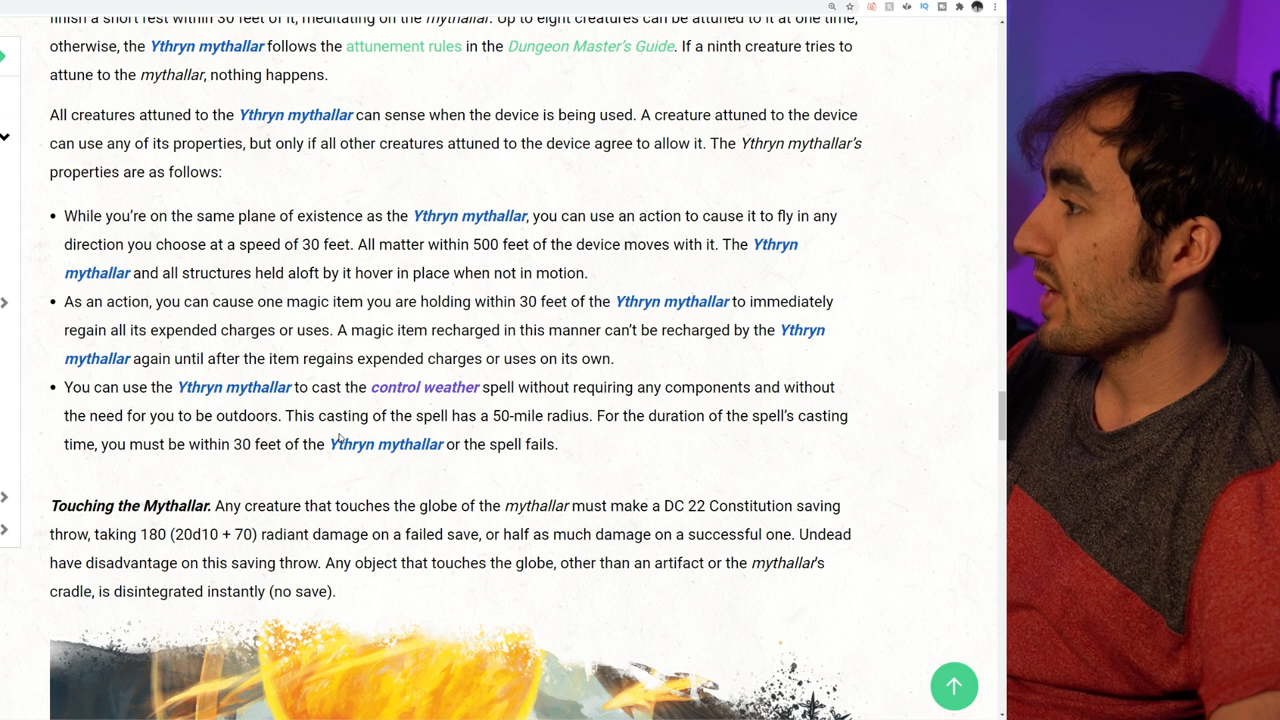 finish a short rest within 30 feet of it, meditating on the mythallar. Up to eight creatures can be attuned to it at one time;
otherwise, the Ythryn mythallar follows the attunement rules in the Dungeon Master's Guide. If a ninth creature tries to
attune to the mythallar, nothing happens.
All creatures attuned to the Ythryn mythallar can sense when the device is being used. A creature attuned to the device
can use any of its properties, but only if all other creatures attuned to the device agree to allow it. The Ythryn mythallar's
properties are as follows:
• While you're on the same plane of existence as the Ythryn mythallar, you can use an action to cause it to fly in any
direction you choose at a speed of 30 feet. All matter within 500 feet of the device moves with it. The Ythryn
mythallar and all structures held aloft by it hover in place when not in motion.
• As an action, you can cause one magic item you are holding within 30 feet of the Ythryn mythallar to immediately
regain all its expended charges or uses. A magic item recharged in this manner can't be recharged by the Ythryn
mythallar again until after the item regains expended charges or uses on its own.
• You can use the Ythryn mythallar to cast the control weather spell without requiring any components and without
the need for you to be outdoors. This casting of the spell has a 50-mile radius. For the duration of the spell's casting
time, you must be within 30 feet of the Ythryn mythallar or the spell fails.
Touching the Mythallar. Any creature that touches the globe of the mythallar must make a DC 22 Constitution saving
throw, taking 180 (20d10 + 70) radiant damage on a failed save, or half as much damage on a successful one. Undead
have disadvantage on this saving throw. Any object that touches the globe, other than an artifact or the mythallar's
cradle, is disintegrated instantly (no save).